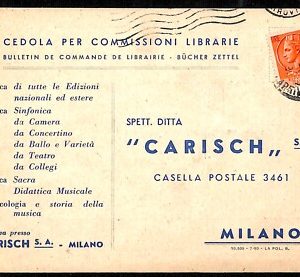 CEDOLA PER COMMISSIONI LIBRARIE
BULLETIN DE COMMANDE DE LIBRAIRIE - BÜCHER ZETTEL
ca di tutte le Edizioni
nazionali ed estere
ca Sinfonica
da Camera
da Concertino
da Ballo e Varietà
da Teatro
da Collegi
ca Sacra
Didattica Musicale
cologia e storia della
musica
presso
RISCH S. A. - MILANO
SPETT. DITTA
"CARISCH" S
CASELLA POSTALE 3461
MILANO